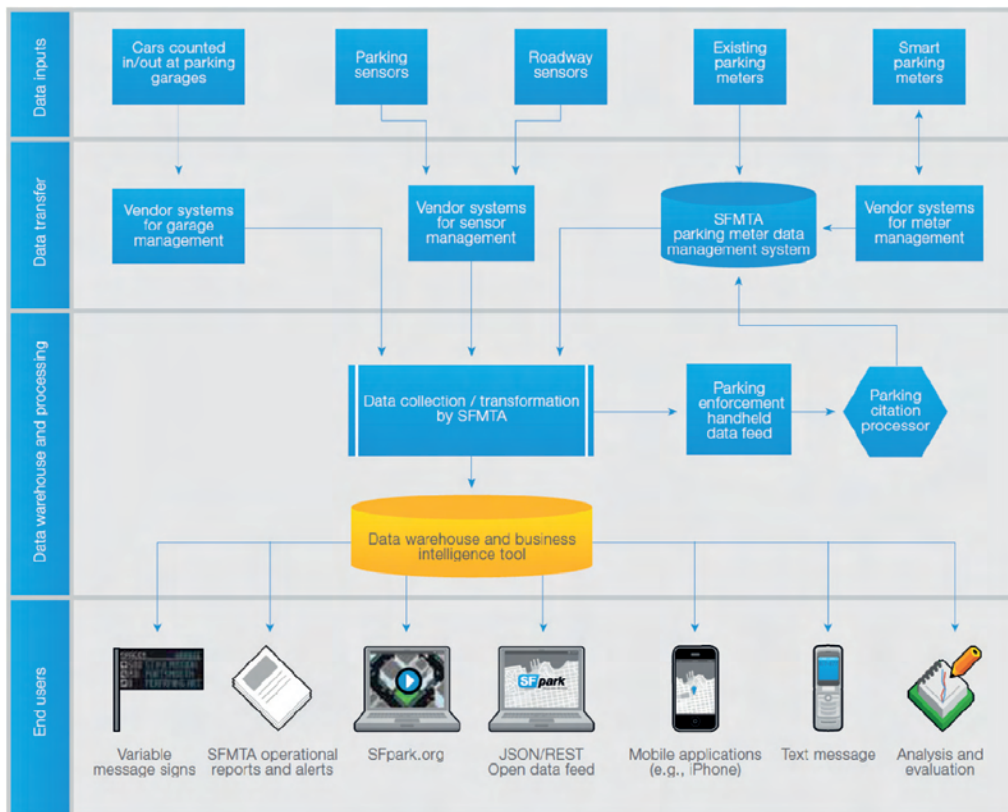 Data inputs
Cars counted
in/out at parking
garages
Parking
sensors
Roadway
sensors
Existing
parking
meters
Smart
parking
meters
Data transfer
Vendor systems
for garage
management
Vendor systems
for sensor
management
SFMTA
parking meter data
management system
Vendor systems
for meter
management
Data warehouse and processing
Data collection / transformation
by SFMTA
Parking
enforcement
handheld
data feed
Parking
citation
processor
Data warehouse and business
intelligence tool
End users
SFpark
Variable
message signs
SFMTA operational
reports and alerts
SFpark.org
JSON/REST
Open data feed
Mobile applications
(e.g., iPhone)
Text message
Analysis and
evaluation